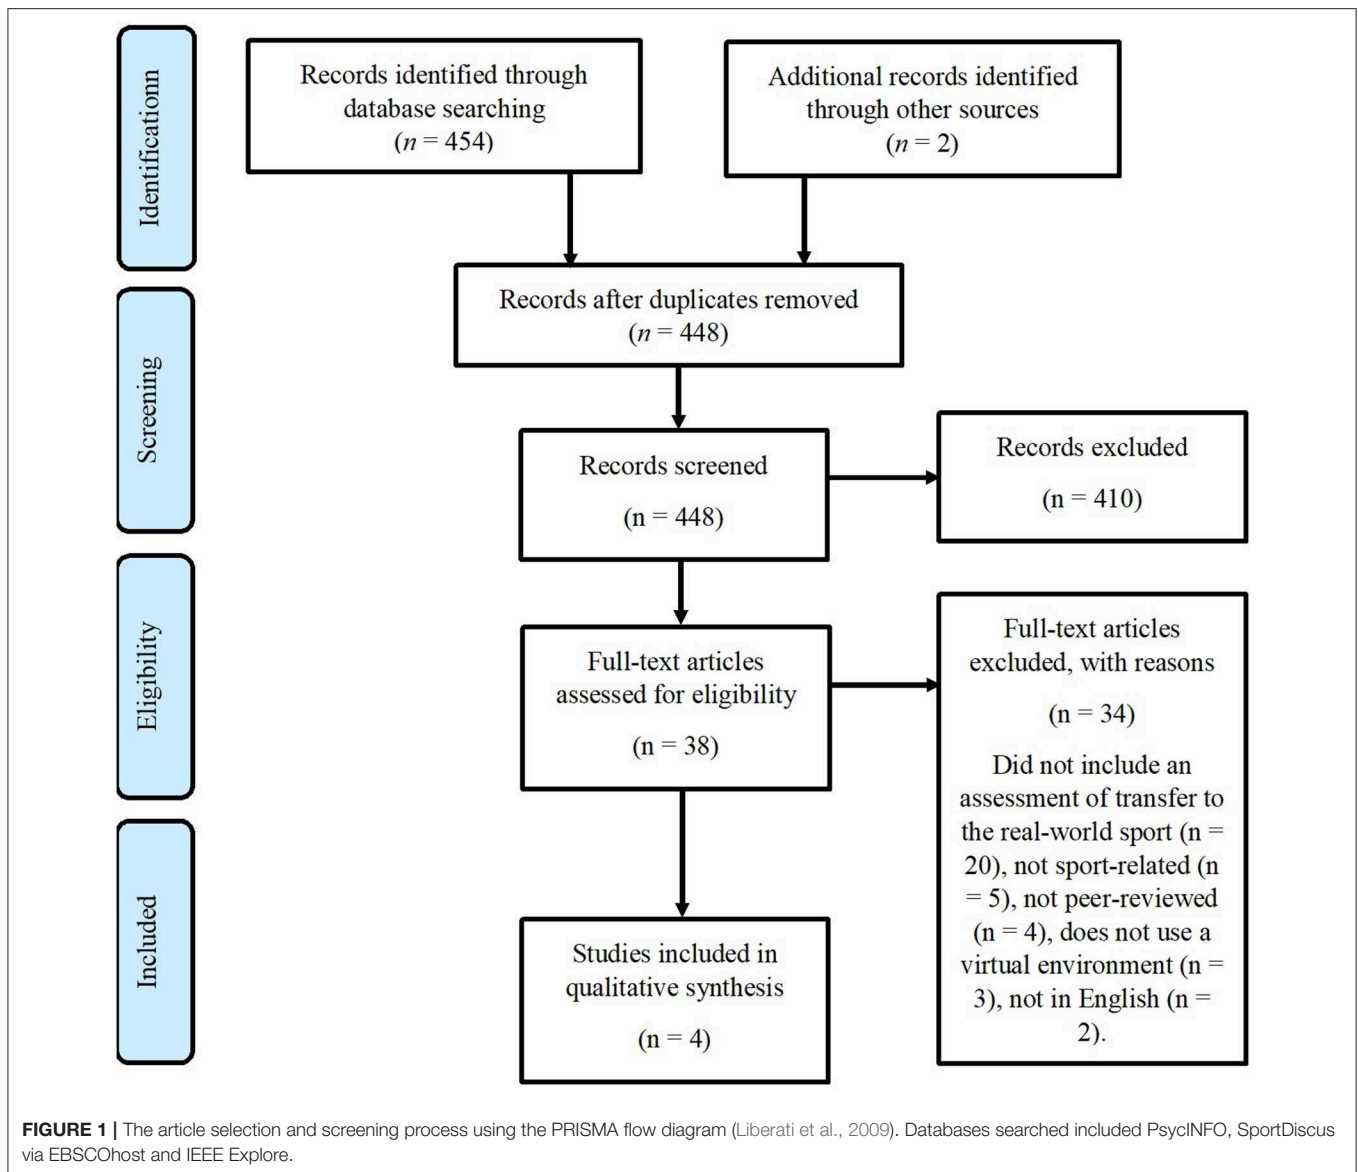 Identificationn
Records identified through
database searching
(n = 454)
Additional records identified
through other sources
(n = 2)
Records after duplicates removed
(n = 448)
Screening
Records screened
(n = 448)
Records excluded
(n = 410)
Eligibility
Full-text articles
assessed for eligibility
(n = 38)
Full-text articles
excluded, with reasons
(n = 34)
Did not include an
assessment of transfer to
the real-world sport (n =
20), not sport-related (n
= 5), not peer-reviewed
(n = 4), does not use a
virtual environment (n =
3), not in English (n =
2).
Included
Studies included in
qualitative synthesis
(n = 4)
FIGURE 1 | The article selection and screening process using the PRISMA flow diagram (Liberati et al., 2009). Databases searched included PsycINFO, SportDiscus
via EBSCOhost and IEEE Explore.